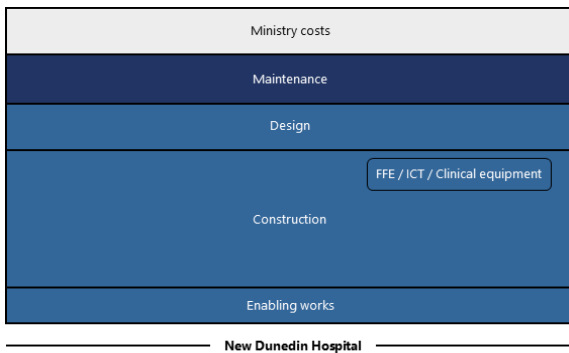 Ministry costs
Maintenance
Design
FFE / ICT / Clinical equipment
Construction
Enabling works
New Dunedin Hospital